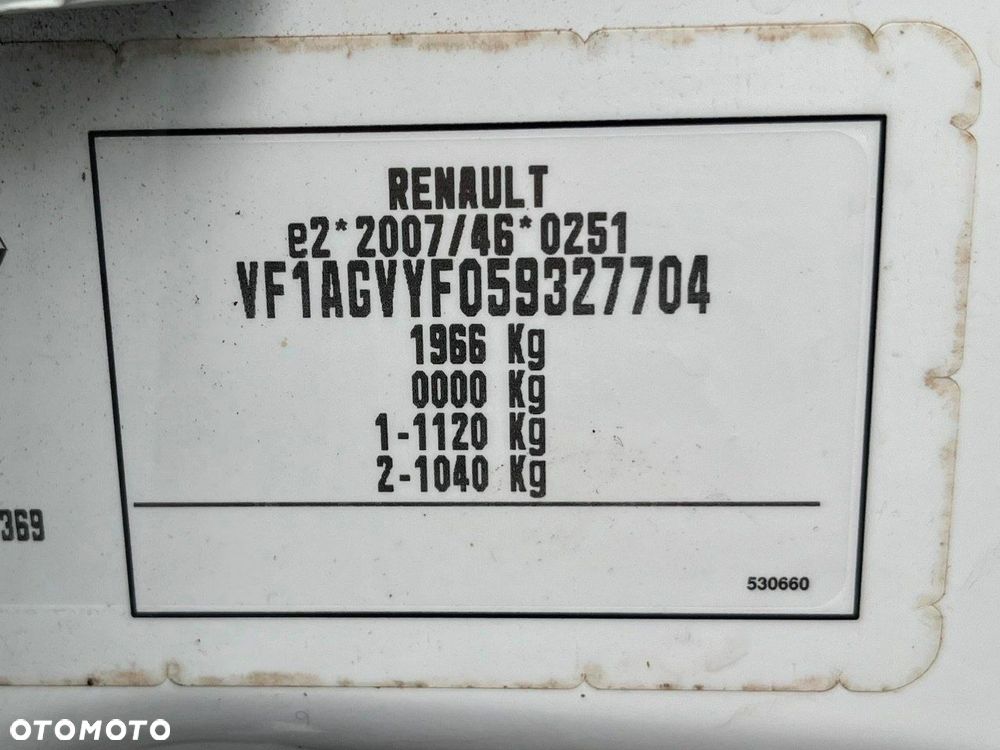 RENAULT
e2*2007/46*0251
VF1AGVYF059327704
1966 Kg
0000 Kg
1-1120 Kg
2-1040 Kg
369
530660
OTOMOTO
OTOMOTO